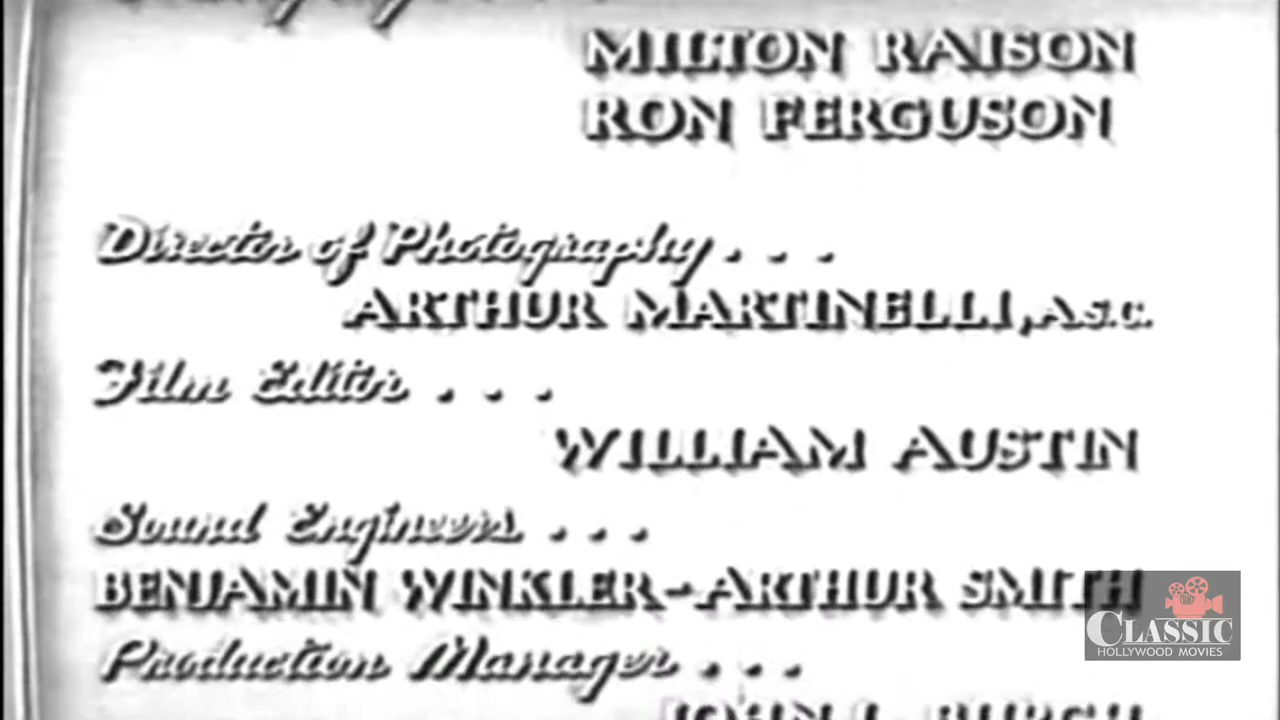 MILTON RAISON
RON FERGUSON
Director of Photography . . .
ARTHUR MARTINELLI, A.S.C.
Film Editor . . .
WILLIAM AUSTIN
Sound Engineers . . .
BENJAMIN WINKLER-ARTHUR SMITH
Production Manager . . .
CLASSIC
HOLLYWOOD MOVIES